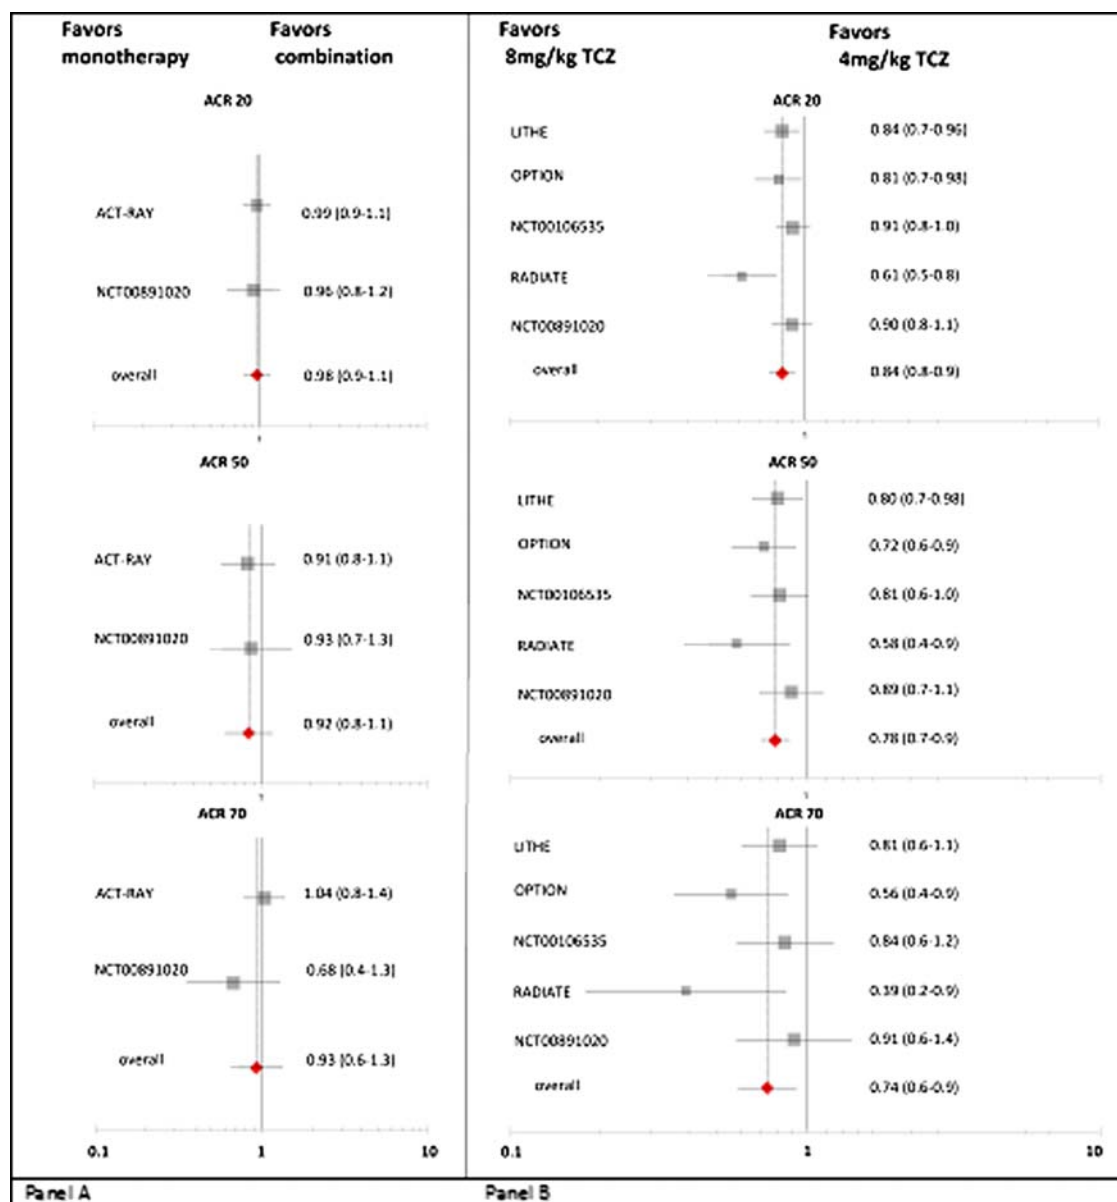 Favors
monotherapy
Favors
combination
ACR 20
ACT-RAY
0.99 (0.9-1.1)
NCT00891020
0.96 (0.8-1.2)
overall
0.98 (0.9-1.1)
1
ACR 50
ACT-RAY
0.91 (0.8-1.1)
NCT00891020
0.93 (0.7-1.3)
overall
0.92 (0.8-1.1)
1
ACR 70
ACT-RAY
1.04 (0.8-1.4)
NCT00891020
0.68 (0.4-1.3)
overall
0.93 (0.6-1.3)
0.1 1 10
Panel A
Favors
8mg/kg TCZ
Favors
4mg/kg TCZ
ACR 20
LITHE
0.84 (0.7-0.96)
OPTION
0.81 (0.7-0.98)
NCT00106535
0.91 (0.8-1.0)
RADIATE
0.61 (0.5-0.8)
NCT00891020
0.90 (0.8-1.1)
overall
0.84 (0.8-0.9)
1
ACR 50
LITHE
0.80 (0.7-0.98)
OPTION
0.72 (0.6-0.9)
NCT00106535
0.81 (0.6-1.0)
RADIATE
0.58 (0.4-0.9)
NCT00891020
0.89 (0.7-1.1)
overall
0.78 (0.7-0.9)
1
ACR 70
LITHE
0.81 (0.6-1.1)
OPTION
0.56 (0.4-0.9)
NCT00106535
0.84 (0.6-1.2)
RADIATE
0.39 (0.2-0.9)
NCT00891020
0.91 (0.6-1.4)
overall
0.74 (0.6-0.9)
0.1 1 10
Panel B